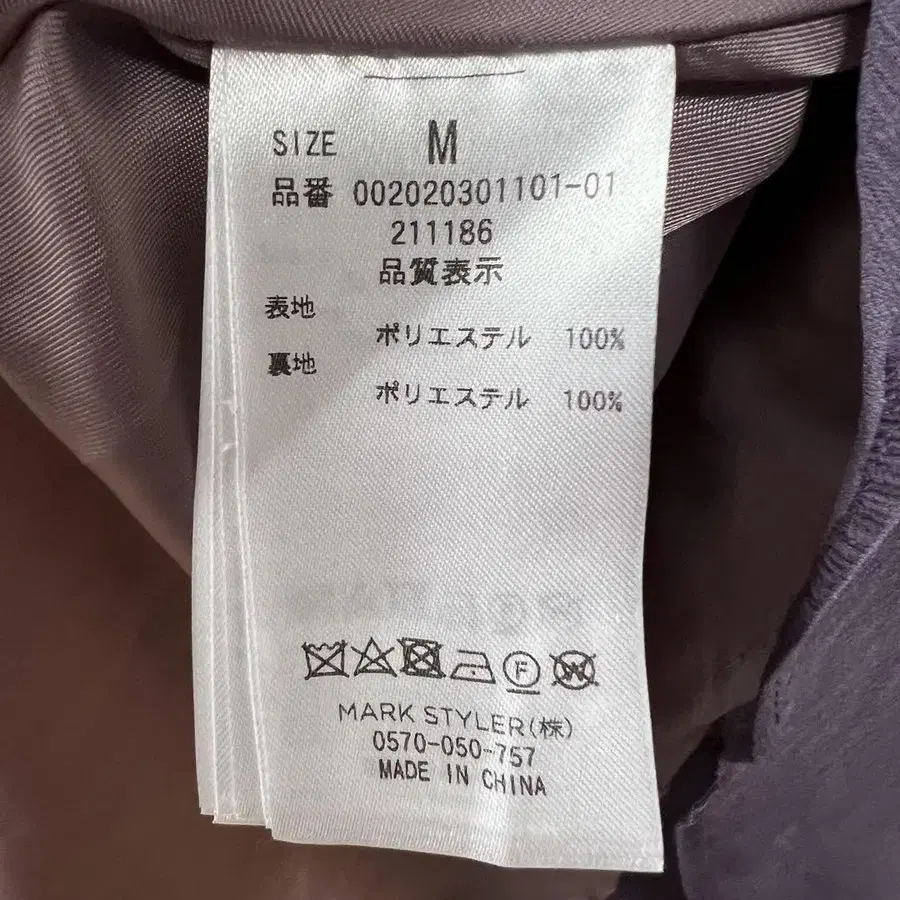 SIZE M
品番 002020301101-01
211186
品質表示
表地
ポリエステル 100%
裏地
ポリエステル 100%
F W
MARK STYLER(株)
0570-050-757
MADE IN CHINA